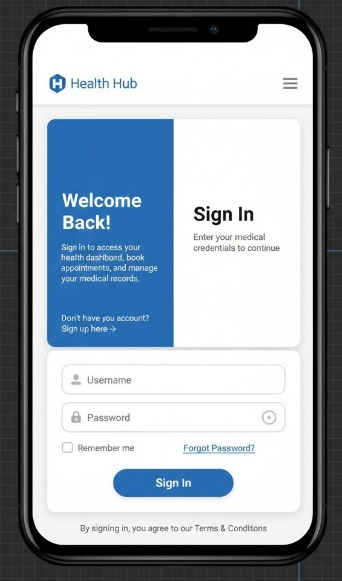 Health Hub
Welcome
Back!
Sign in to access your
health dashboard, book
appointments, and manage
your medical records.
Don't have you account?
Sign up here →
Sign In
Enter your medical
credentials to continue
Username
Password
Remember me
Forgot Password?
Sign In
By signing in, you agree to our Terms & Conditions